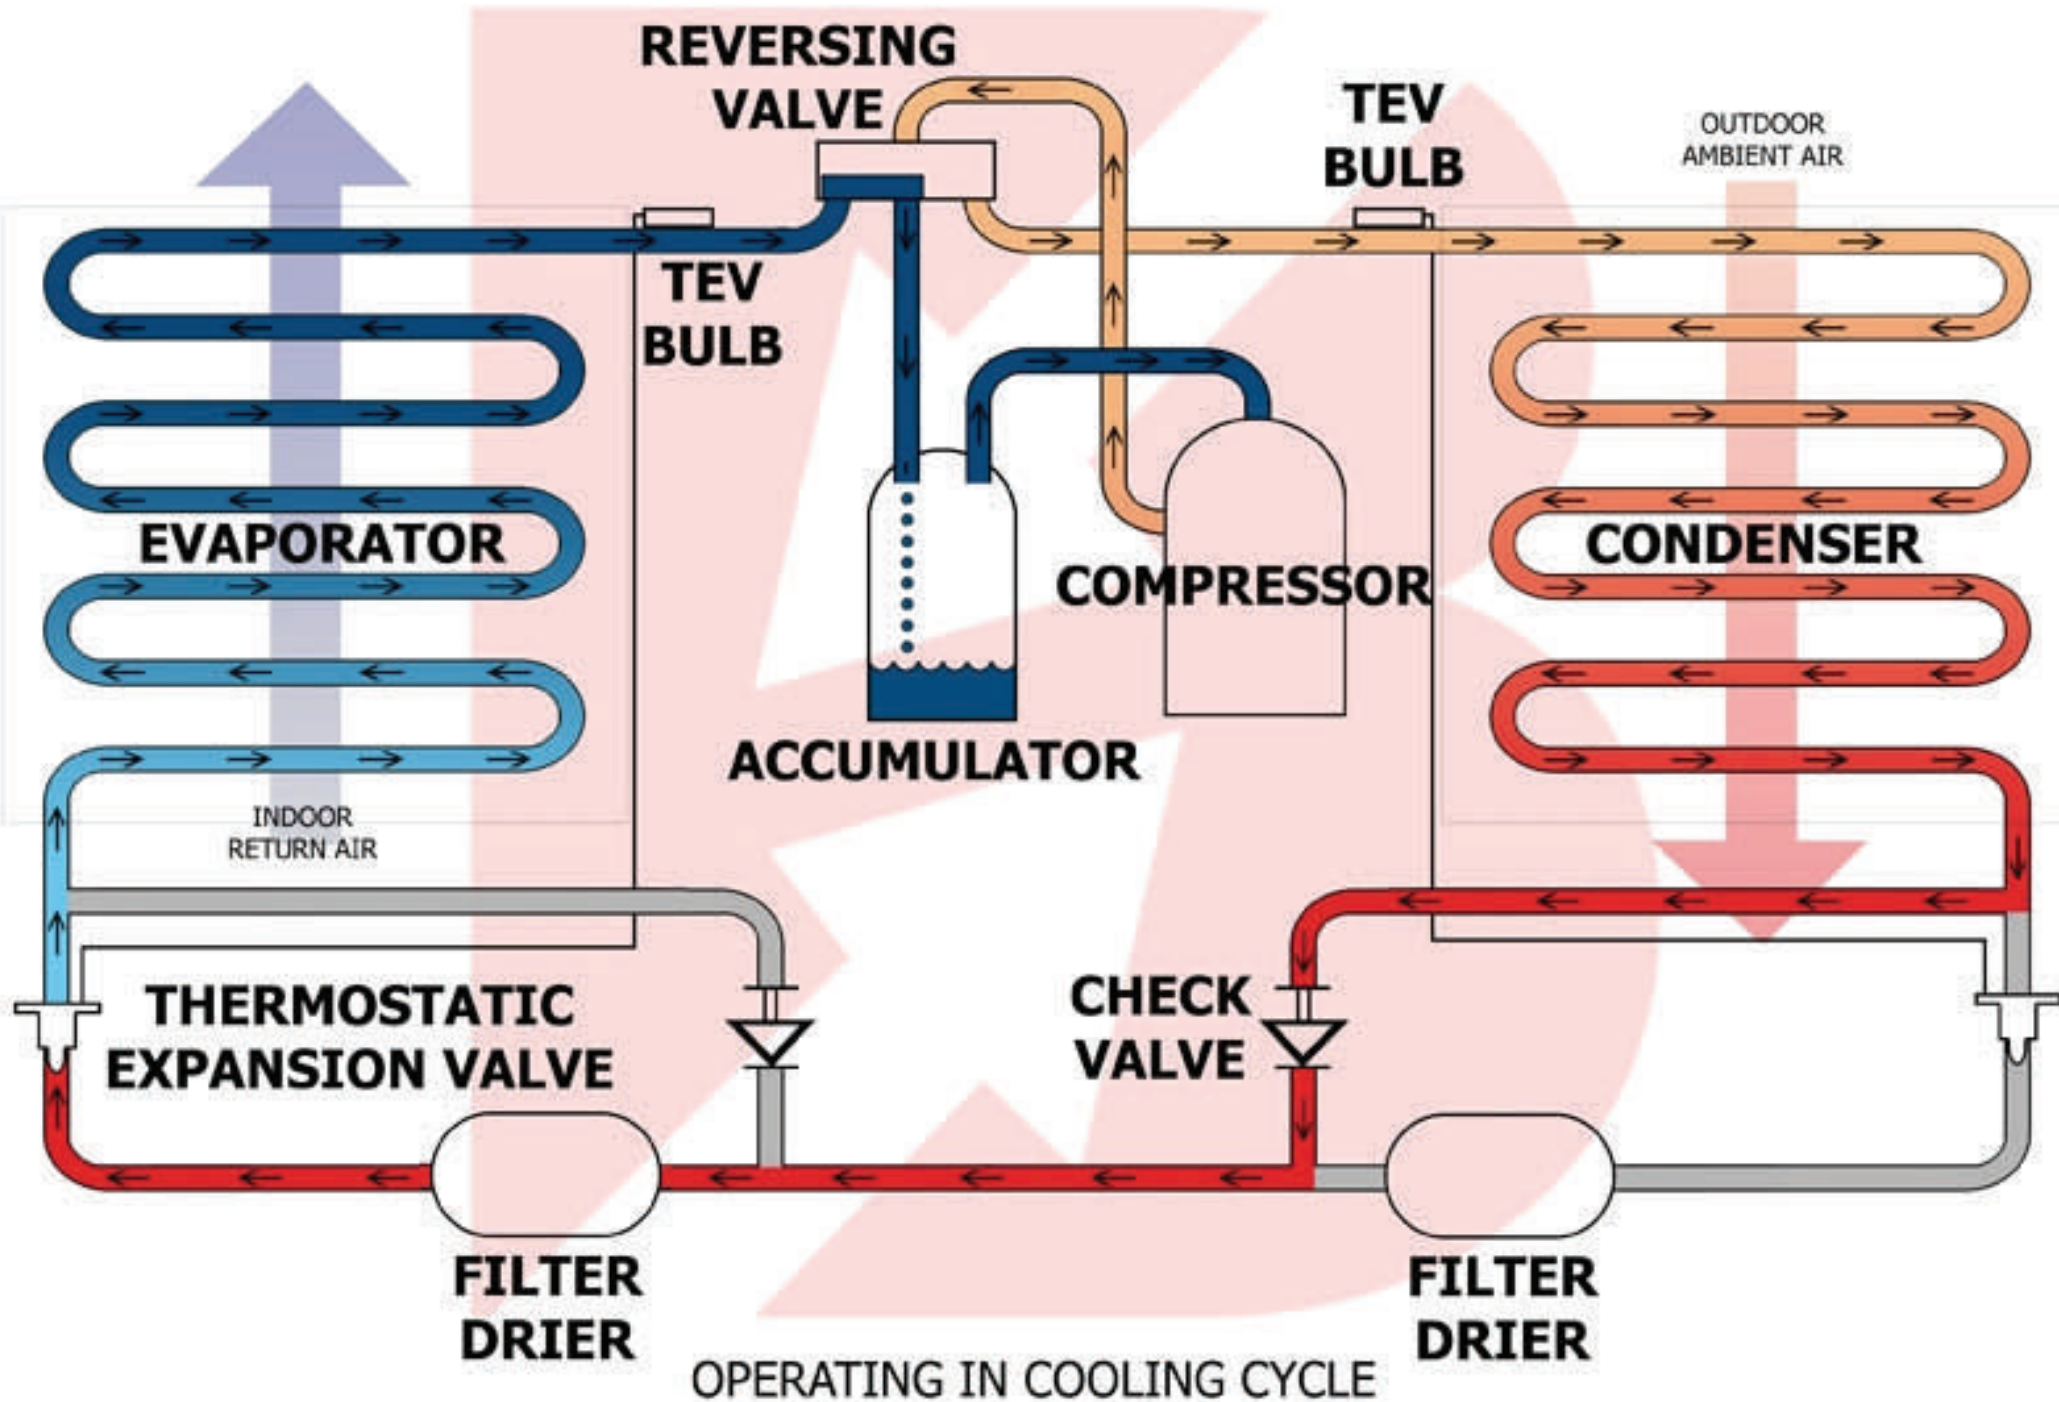 REVERSING
VALVE
TEV
BULB
OUTDOOR
AMBIENT AIR
TEV
BULB
EVAPORATOR
CONDENSER
COMPRESSOR
ACCUMULATOR
INDOOR
RETURN AIR
THERMOSTATIC
EXPANSION VALVE
CHECK
VALVE
FILTER
DRIER
FILTER
DRIER
OPERATING IN COOLING CYCLE